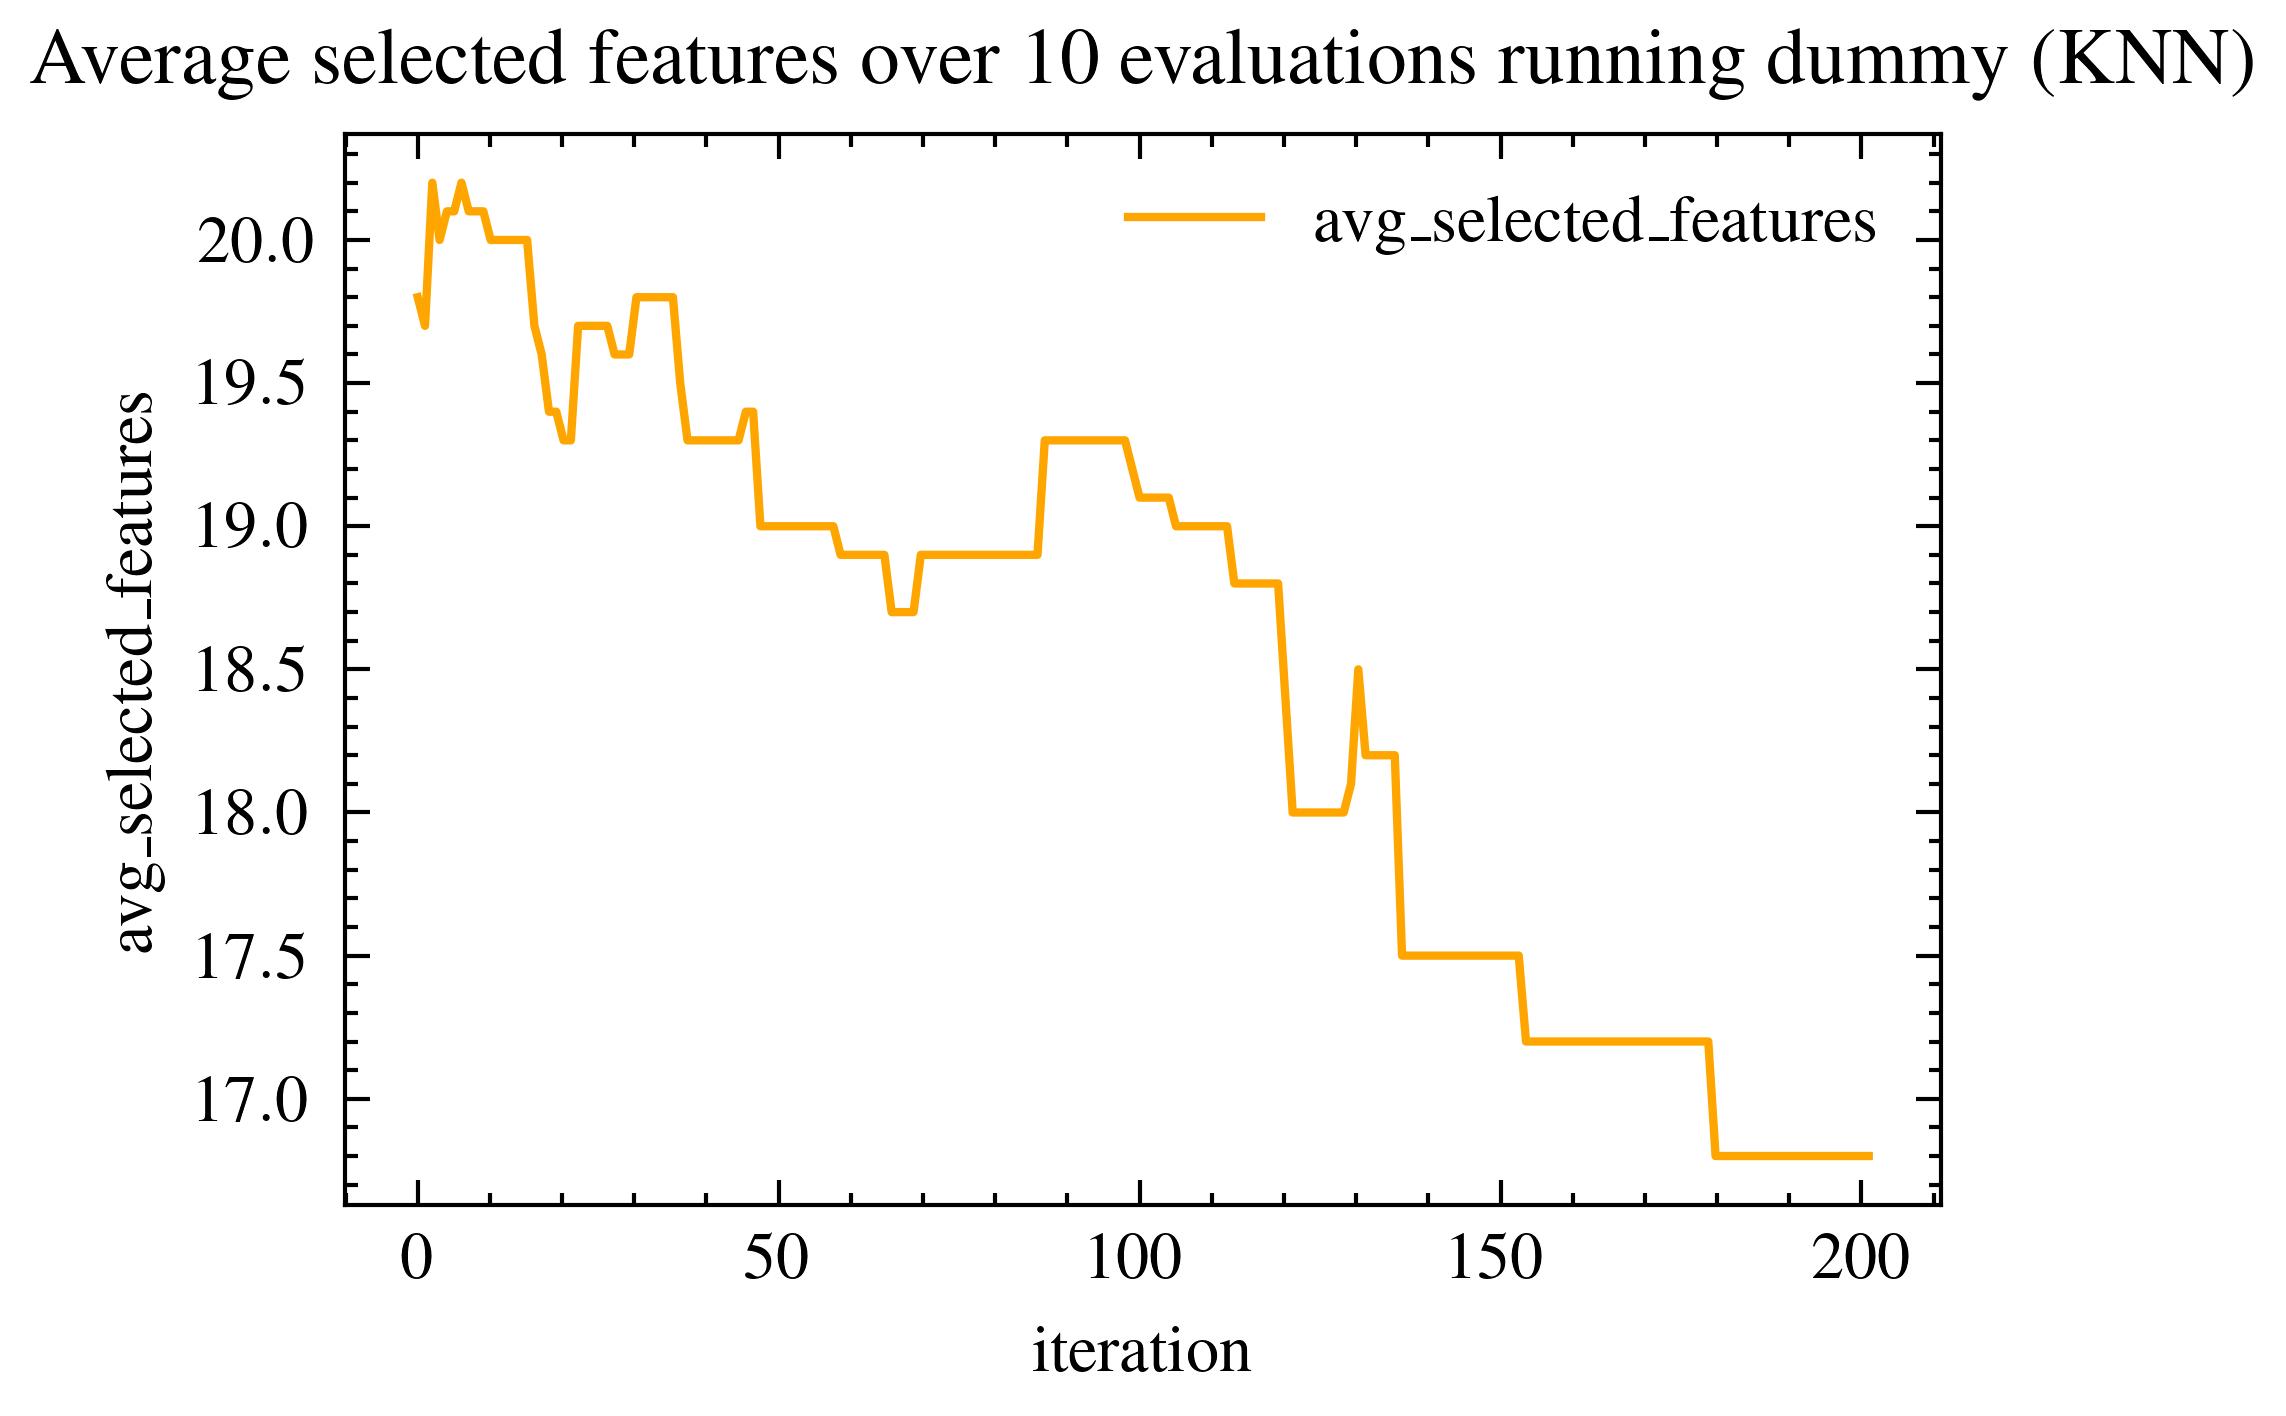 Average selected features over 10 evaluations running dummy (KNN)
avg_selected_features
avg_selected_features
20.0
19.5
19.0
18.5
18.0
17.5
17.0
0 50 100 150 200
iteration